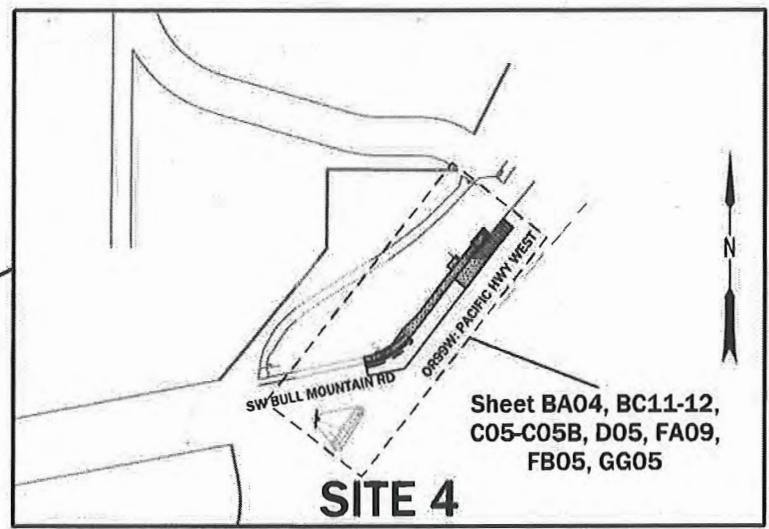 N
OR99W: PACIFIC HWY WEST
SW BULL MOUNTAIN RD
Sheet BA04, BC11-12,
C05-C05B, D05, FA09,
FB05, GG05
SITE 4